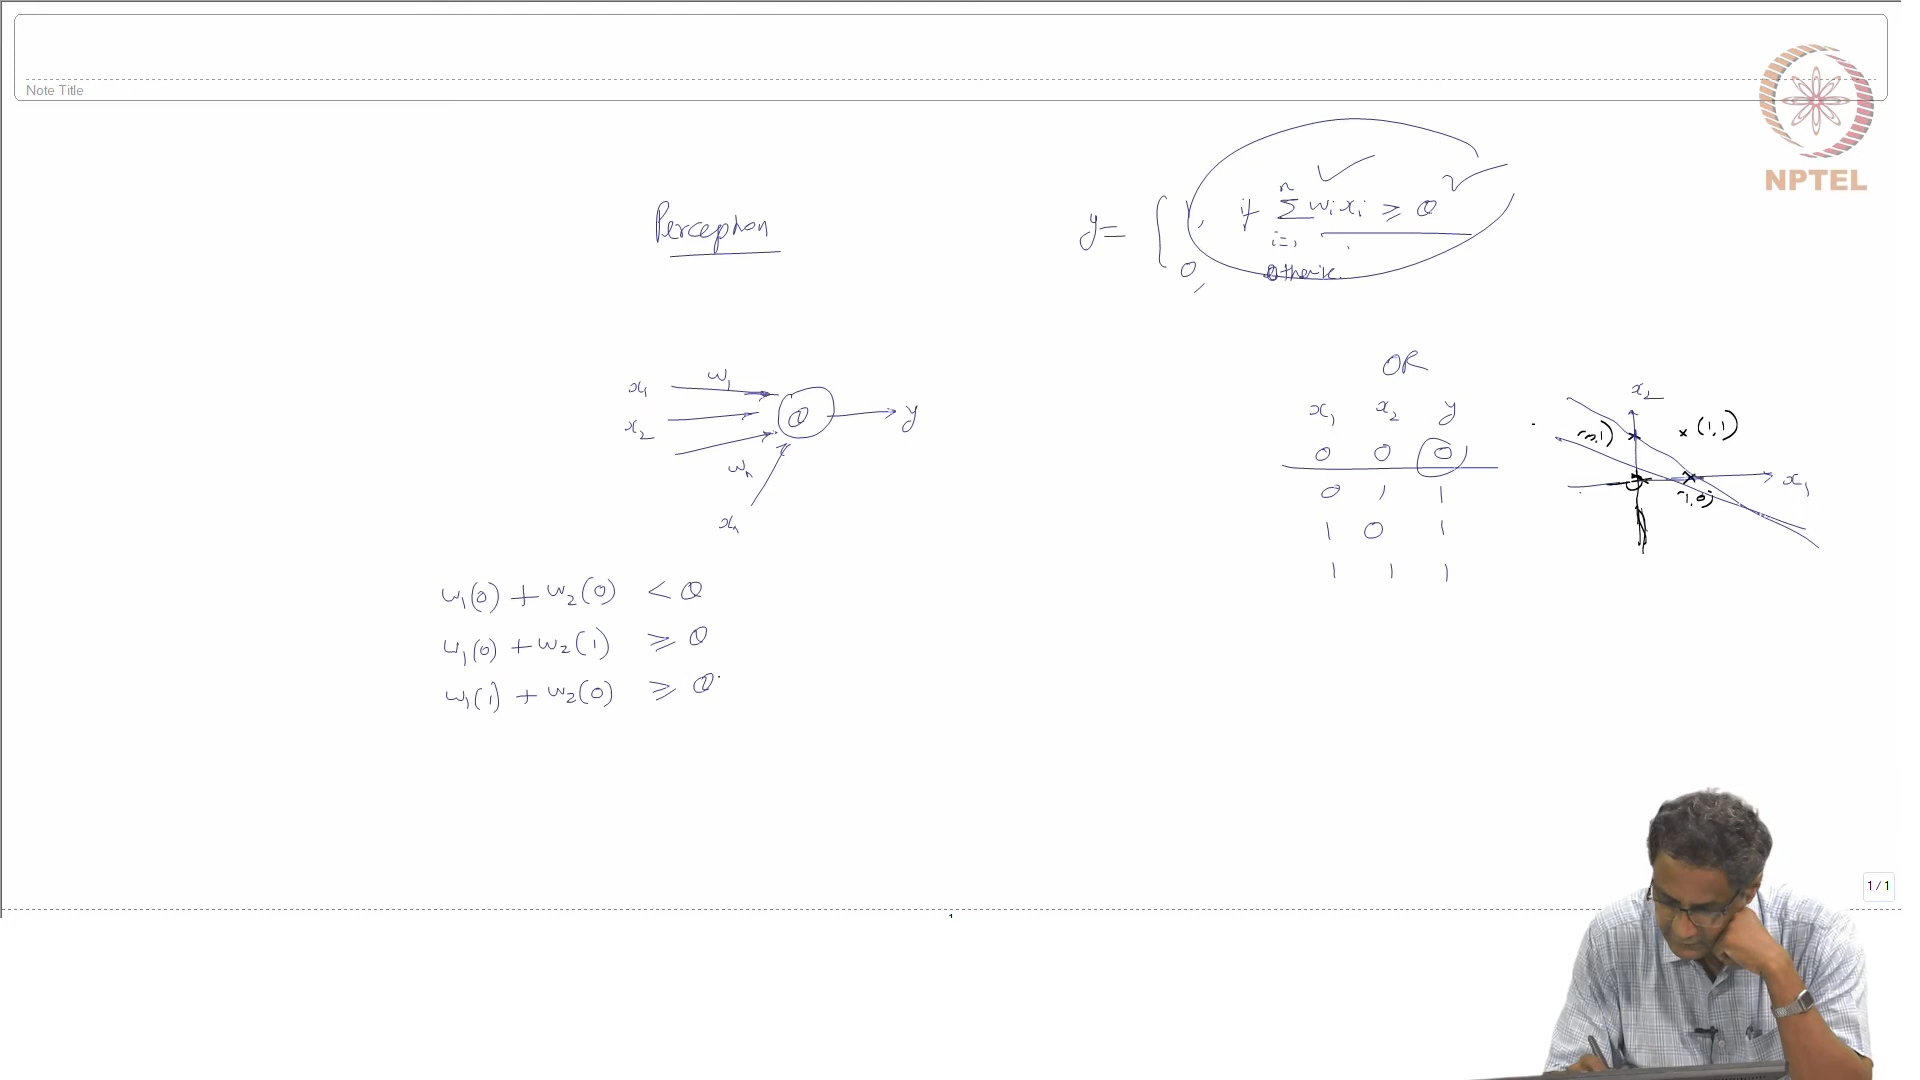 Note Title
NPTEL
Perceptron
y = { 1, if Σ wixi ≥ θ
n
i=1
0, otherwise
x1 w1
x2
θ y
wn
xn
OR
x1 x2 y
0 0 0
0 1 1
1 0 1
1 1 1
x2
(0,1) (1,1)
x1
(1,0)
w1(0) + w2(0) < θ
w1(0) + w2(1) ≥ θ
w1(1) + w2(0) ≥ θ
1 / 1
1